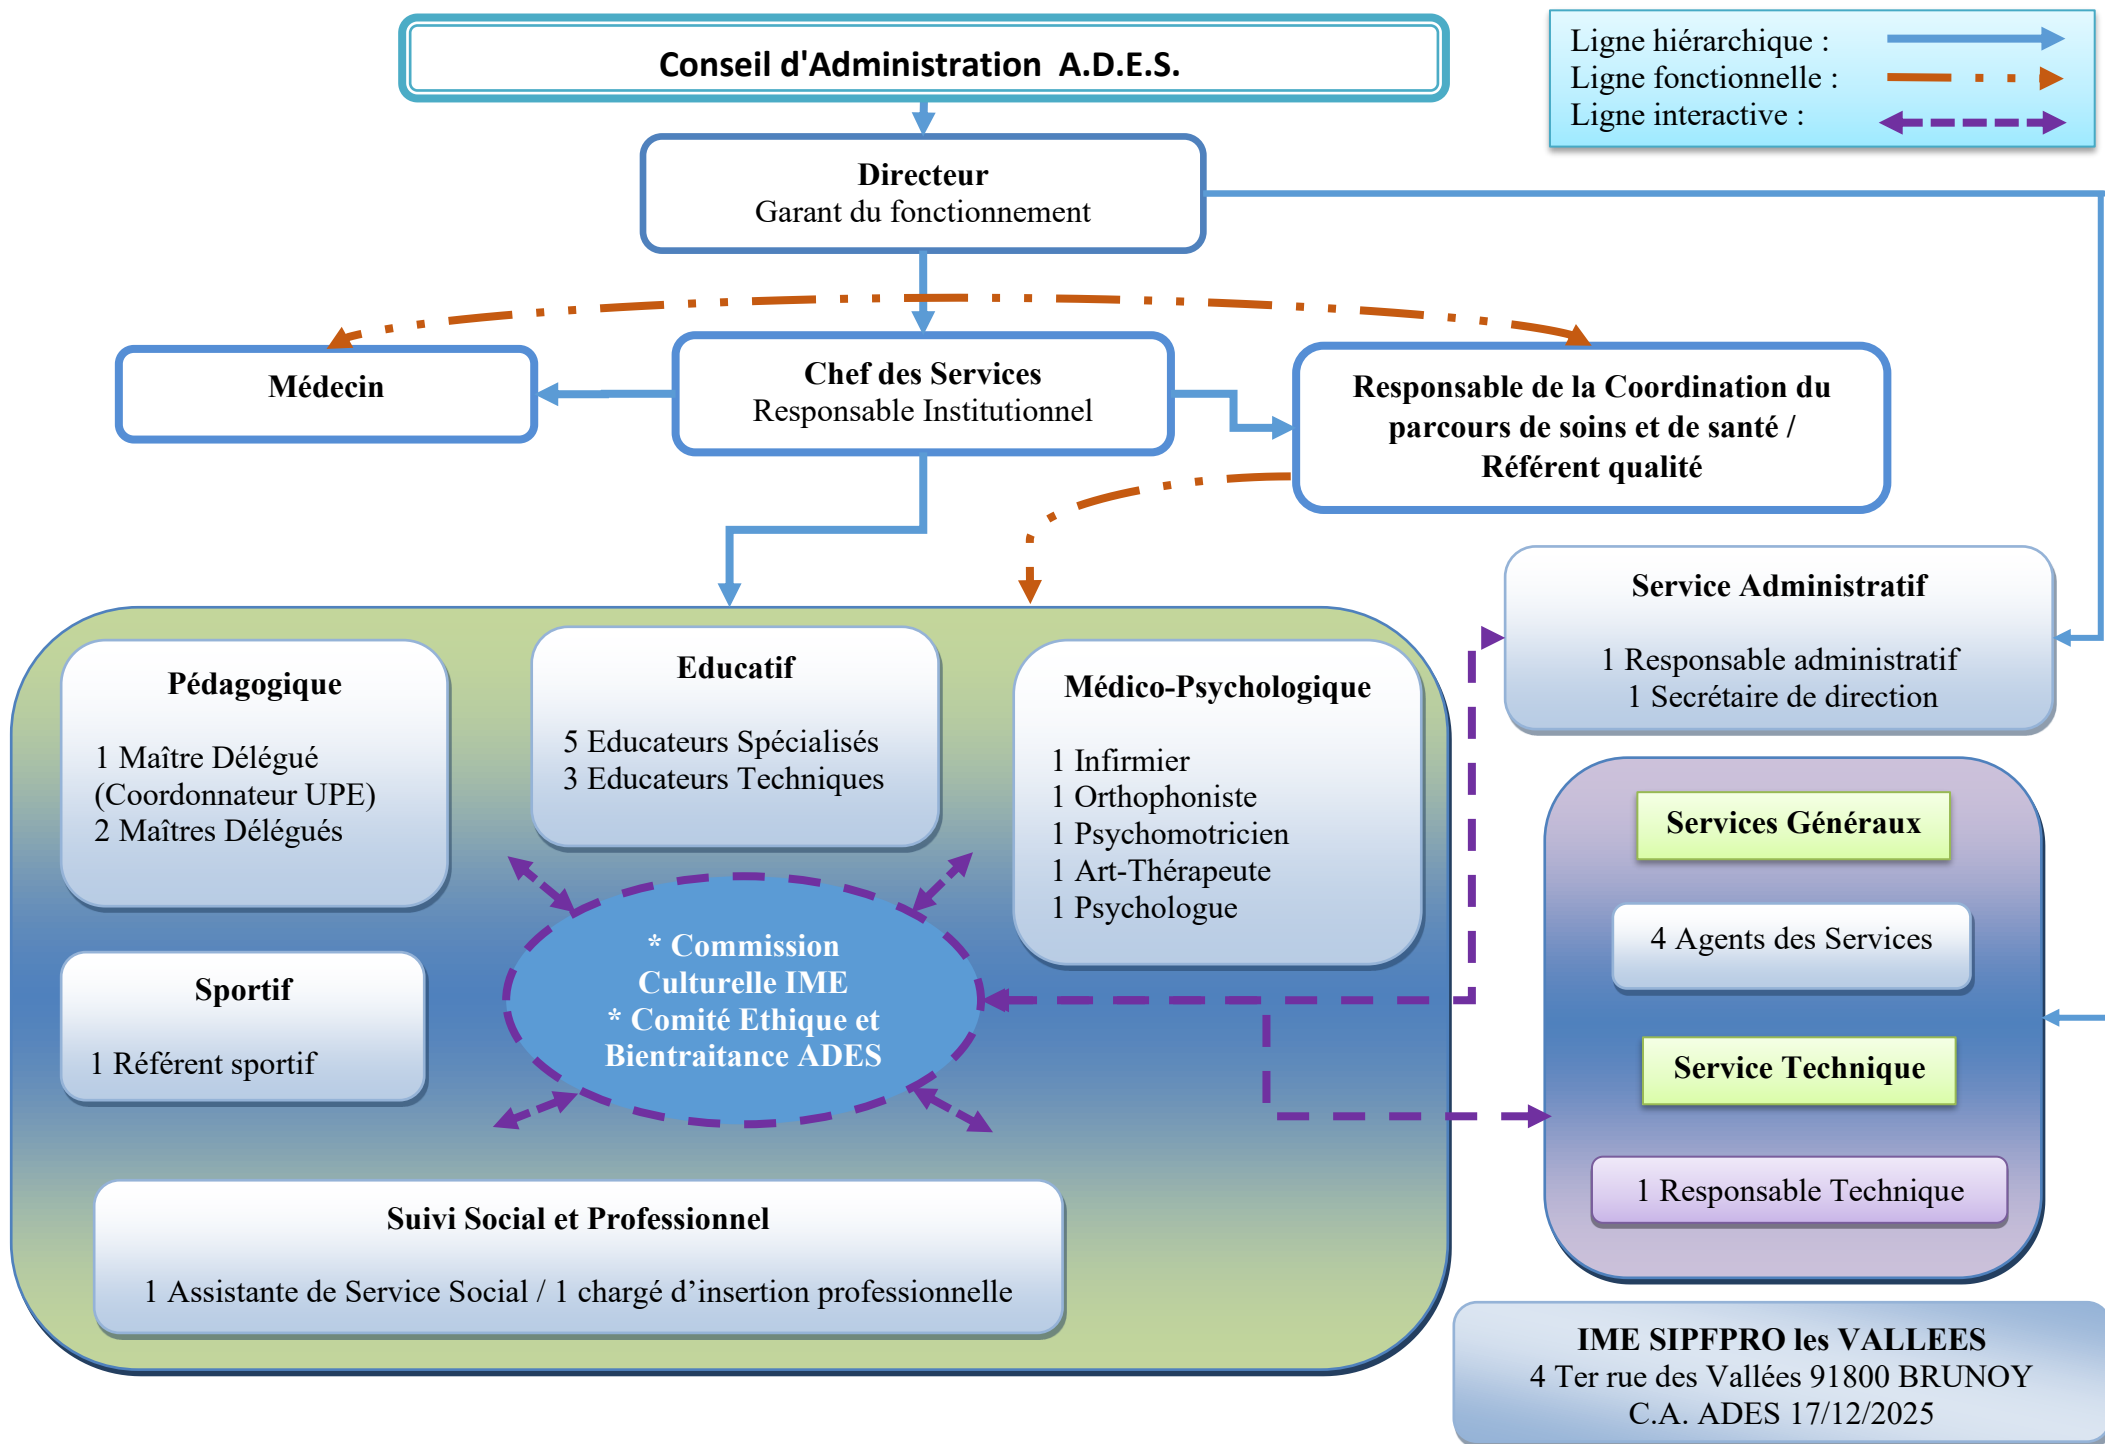 Conseil d'Administration A.D.E.S.
Ligne hiérarchique :
Ligne fonctionnelle :
Ligne interactive :
Directeur
Garant du fonctionnement
Médecin
Chef des Services
Responsable Institutionnel
Responsable de la Coordination du
parcours de soins et de santé /
Référent qualité
Service Administratif
1 Responsable administratif
1 Secrétaire de direction
Pédagogique
1 Maître Délégué
(Coordonnateur UPE)
2 Maîtres Délégués
Educatif
5 Educateurs Spécialisés
3 Educateurs Techniques
Médico-Psychologique
1 Infirmier
1 Orthophoniste
1 Psychomotricien
1 Art-Thérapeute
1 Psychologue
Services Généraux
4 Agents des Services
Service Technique
1 Responsable Technique
Sportif
1 Référent sportif
* Commission
Culturelle IME
* Comité Ethique et
Bientraitance ADES
Suivi Social et Professionnel
1 Assistante de Service Social / 1 chargé d’insertion professionnelle
IME SIPFPRO les VALLEES
4 Ter rue des Vallées 91800 BRUNOY
C.A. ADES 17/12/2025